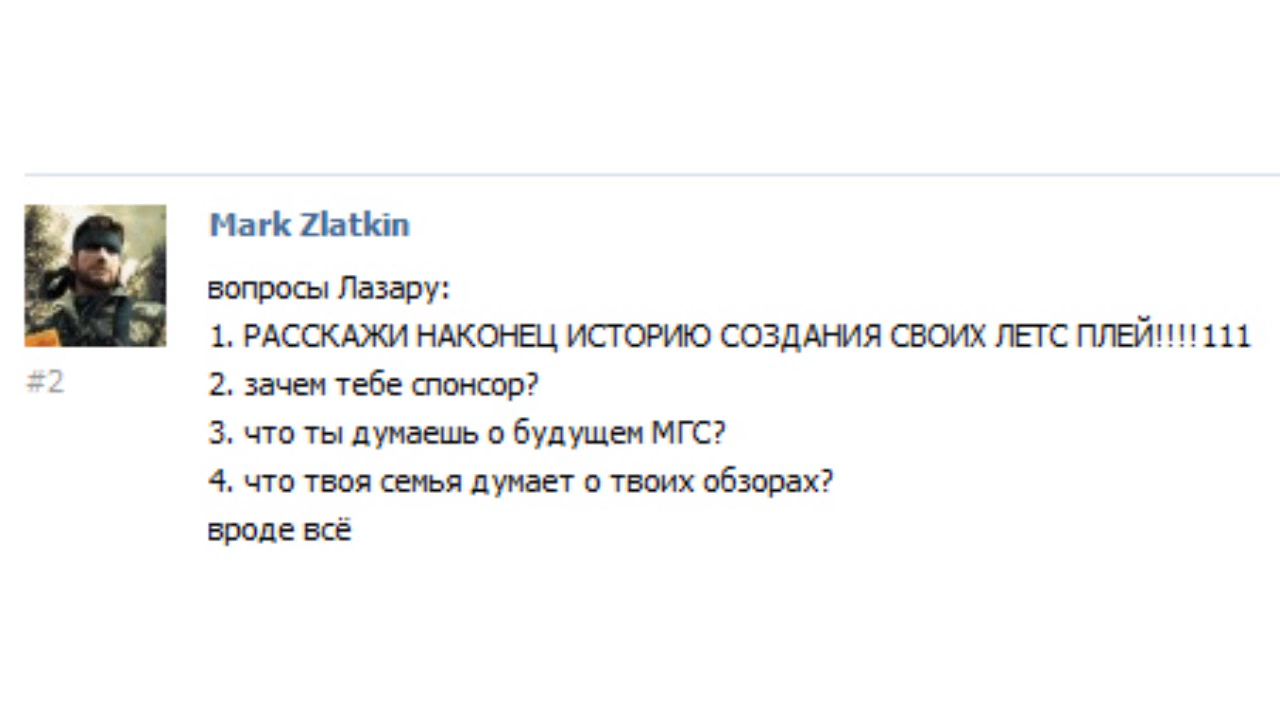 Mark Zlatkin
вопросы Лазару:
1. РАССКАЖИ НАКОНЕЦ ИСТОРИЮ СОЗДАНИЯ СВОИХ ЛЕТС ПЛЕЙ!!!!111
#2
2. зачем тебе спонсор?
3. что ты думаешь о будущем МГС?
4. что твоя семья думает о твоих обзорах?
вроде всё